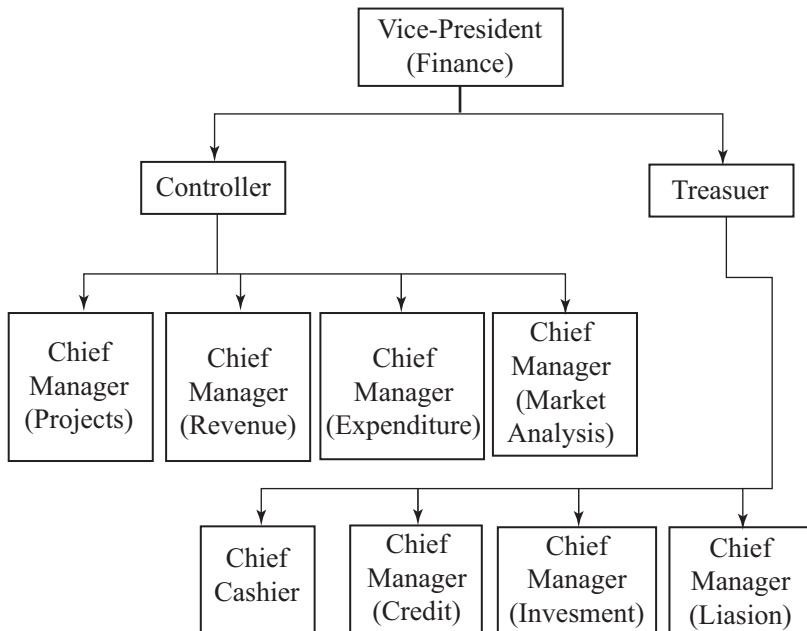 Vice-President
(Finance)
Controller
Treasuer
Chief
Manager
(Projects)
Chief
Manager
(Revenue)
Chief
Manager
(Expenditure)
Chief
Manager
(Market
Analysis)
Chief
Cashier
Chief
Manager
(Credit)
Chief
Manager
(Invesment)
Chief
Manager
(Liasion)